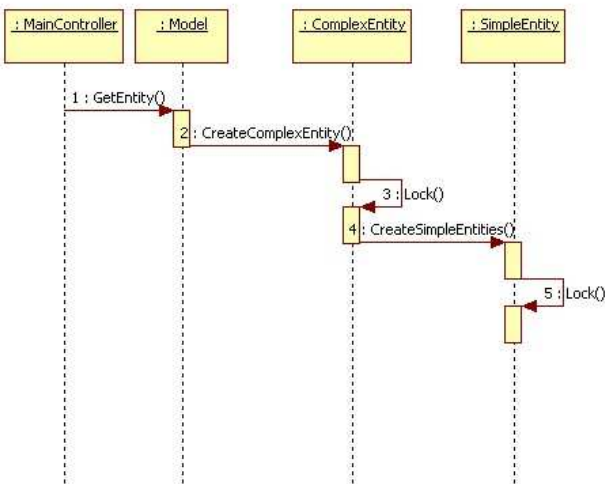 : MainController
: Model
: ComplexEntity
: SimpleEntity
1 : GetEntity()
2 : CreateComplexEntity()
3 : Lock()
4 : CreateSimpleEntities()
5 : Lock()